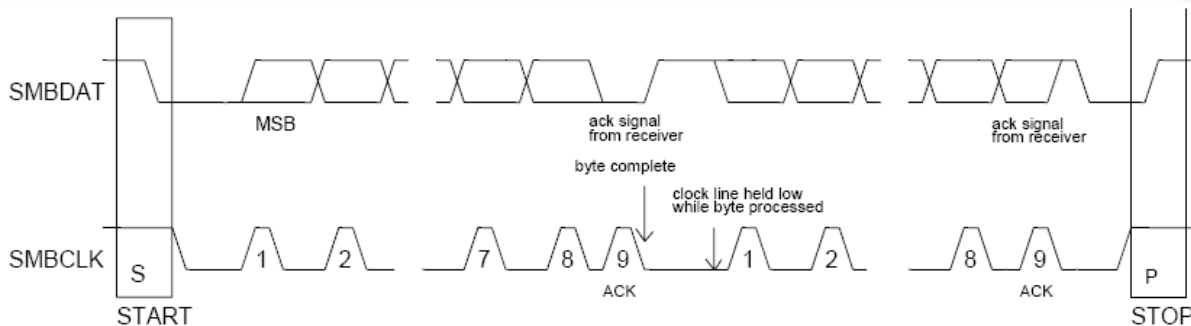 SMBDAT
MSB
ack signal
from receiver
ack signal
from receiver
byte complete
clock line held low
while byte processed
SMBCLK
S
1
2
7
8
9
1
2
8
9
P
ACK
ACK
START
STOP